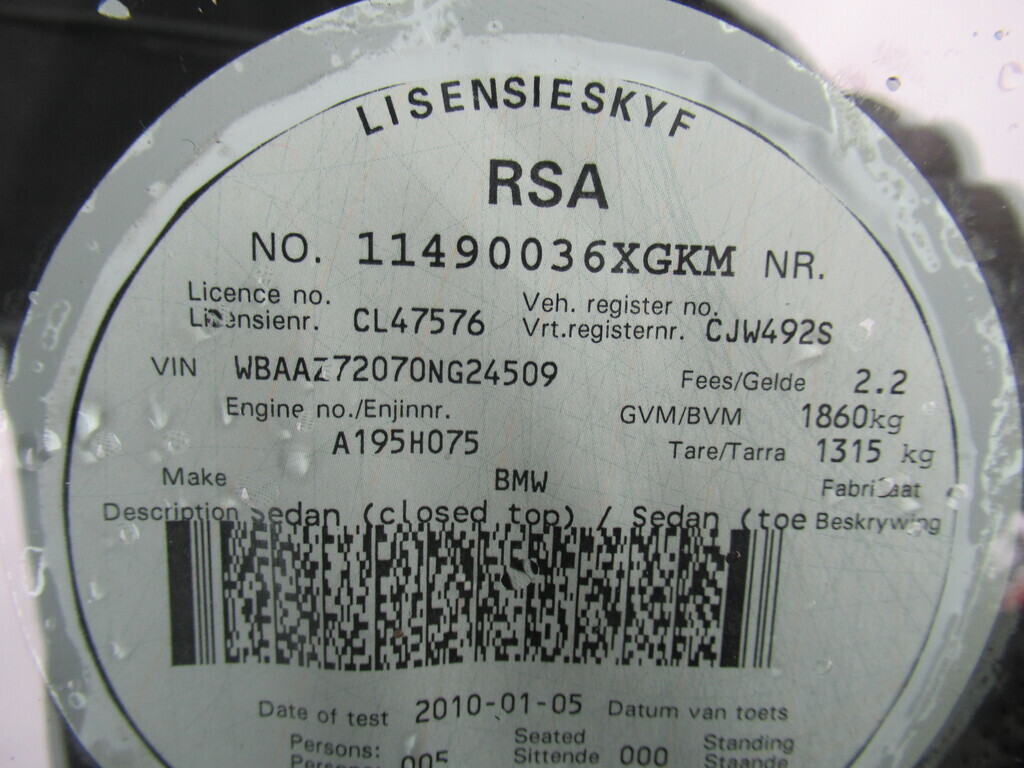 LISENSIESKYF
RSA
NO. 11490036XGKM NR.
Licence no. Veh. register no.
Lisensienr. CL47576 Vrt.registernr. CJW492S
VIN WBAAZ72070NG24509 Fees/Gelde 2.2
Engine no./Enjinnr. GVM/BVM 1860kg
A195H075 Tare/Tarra 1315 kg
Make BMW Fabrikaat
Description Sedan (closed top) / Sedan (toe Beskrywing
Date of test 2010-01-05 Datum van toets
Persons: Seated Standing
Persone: 005 Sittende 000 Staande